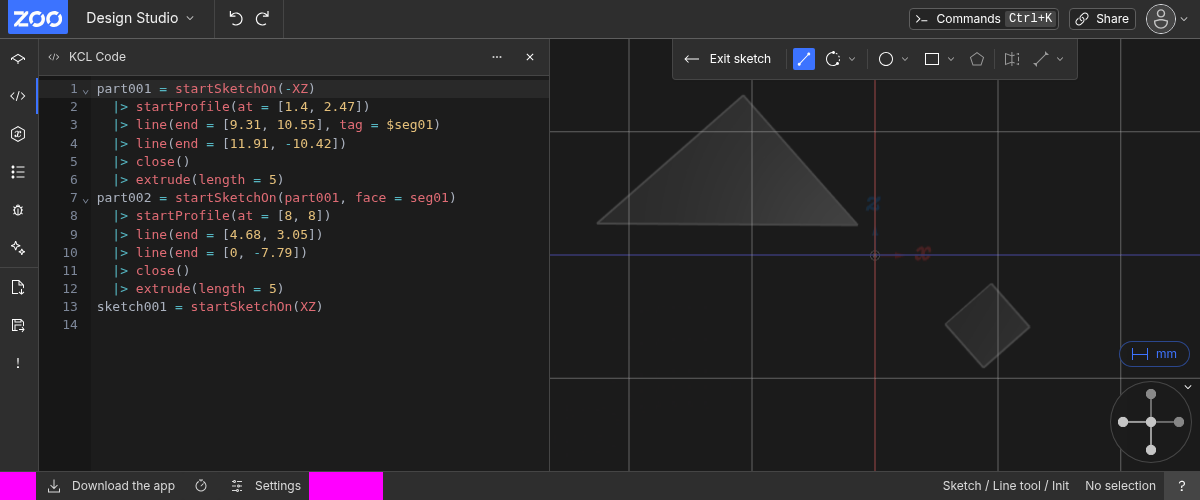 ZOO Design Studio Commands Ctrl+K Share
KCL Code
Exit sketch
1 part001 = startSketchOn(-XZ)
2 |> startProfile(at = [1.4, 2.47])
3 |> line(end = [9.31, 10.55], tag = $seg01)
4 |> line(end = [11.91, -10.42])
5 |> close()
6 |> extrude(length = 5)
7 part002 = startSketchOn(part001, face = seg01)
8 |> startProfile(at = [8, 8])
9 |> line(end = [4.68, 3.05])
10 |> line(end = [0, -7.79])
11 |> close()
12 |> extrude(length = 5)
13 sketch001 = startSketchOn(XZ)
14
z
x
mm
Download the app Settings Sketch / Line tool / Init No selection ?